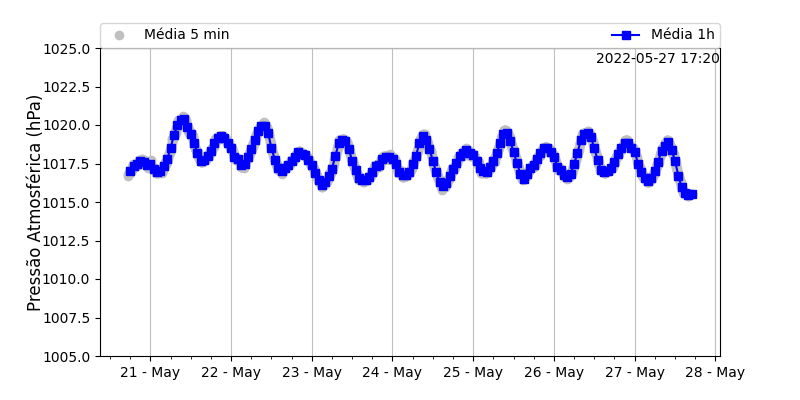 Média 5 min
Média 1h
2022-05-27 17:20
Pressão Atmosférica (hPa)
1025.0
1022.5
1020.0
1017.5
1015.0
1012.5
1010.0
1007.5
1005.0
21 - May
22 - May
23 - May
24 - May
25 - May
26 - May
27 - May
28 - May